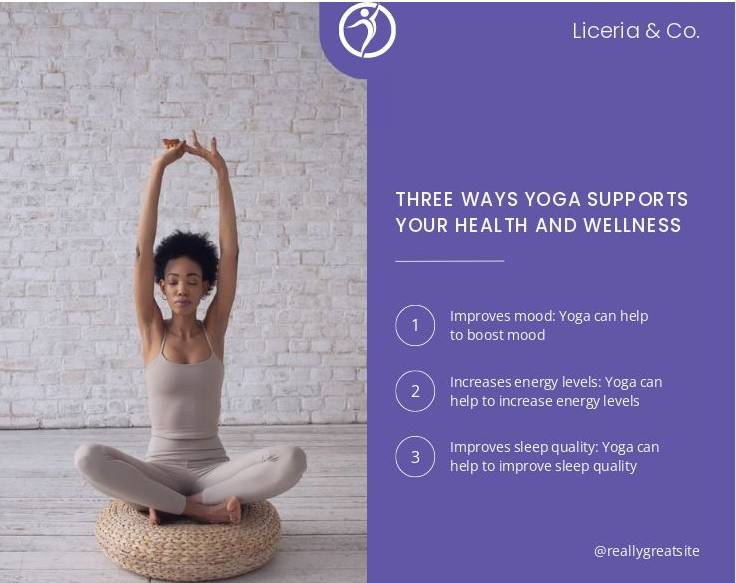 Liceria & Co.
THREE WAYS YOGA SUPPORTS
YOUR HEALTH AND WELLNESS
1
Improves mood: Yoga can help
to boost mood
2
Increases energy levels: Yoga can
help to increase energy levels
3
Improves sleep quality: Yoga can
help to improve sleep quality
@reallygreatsite